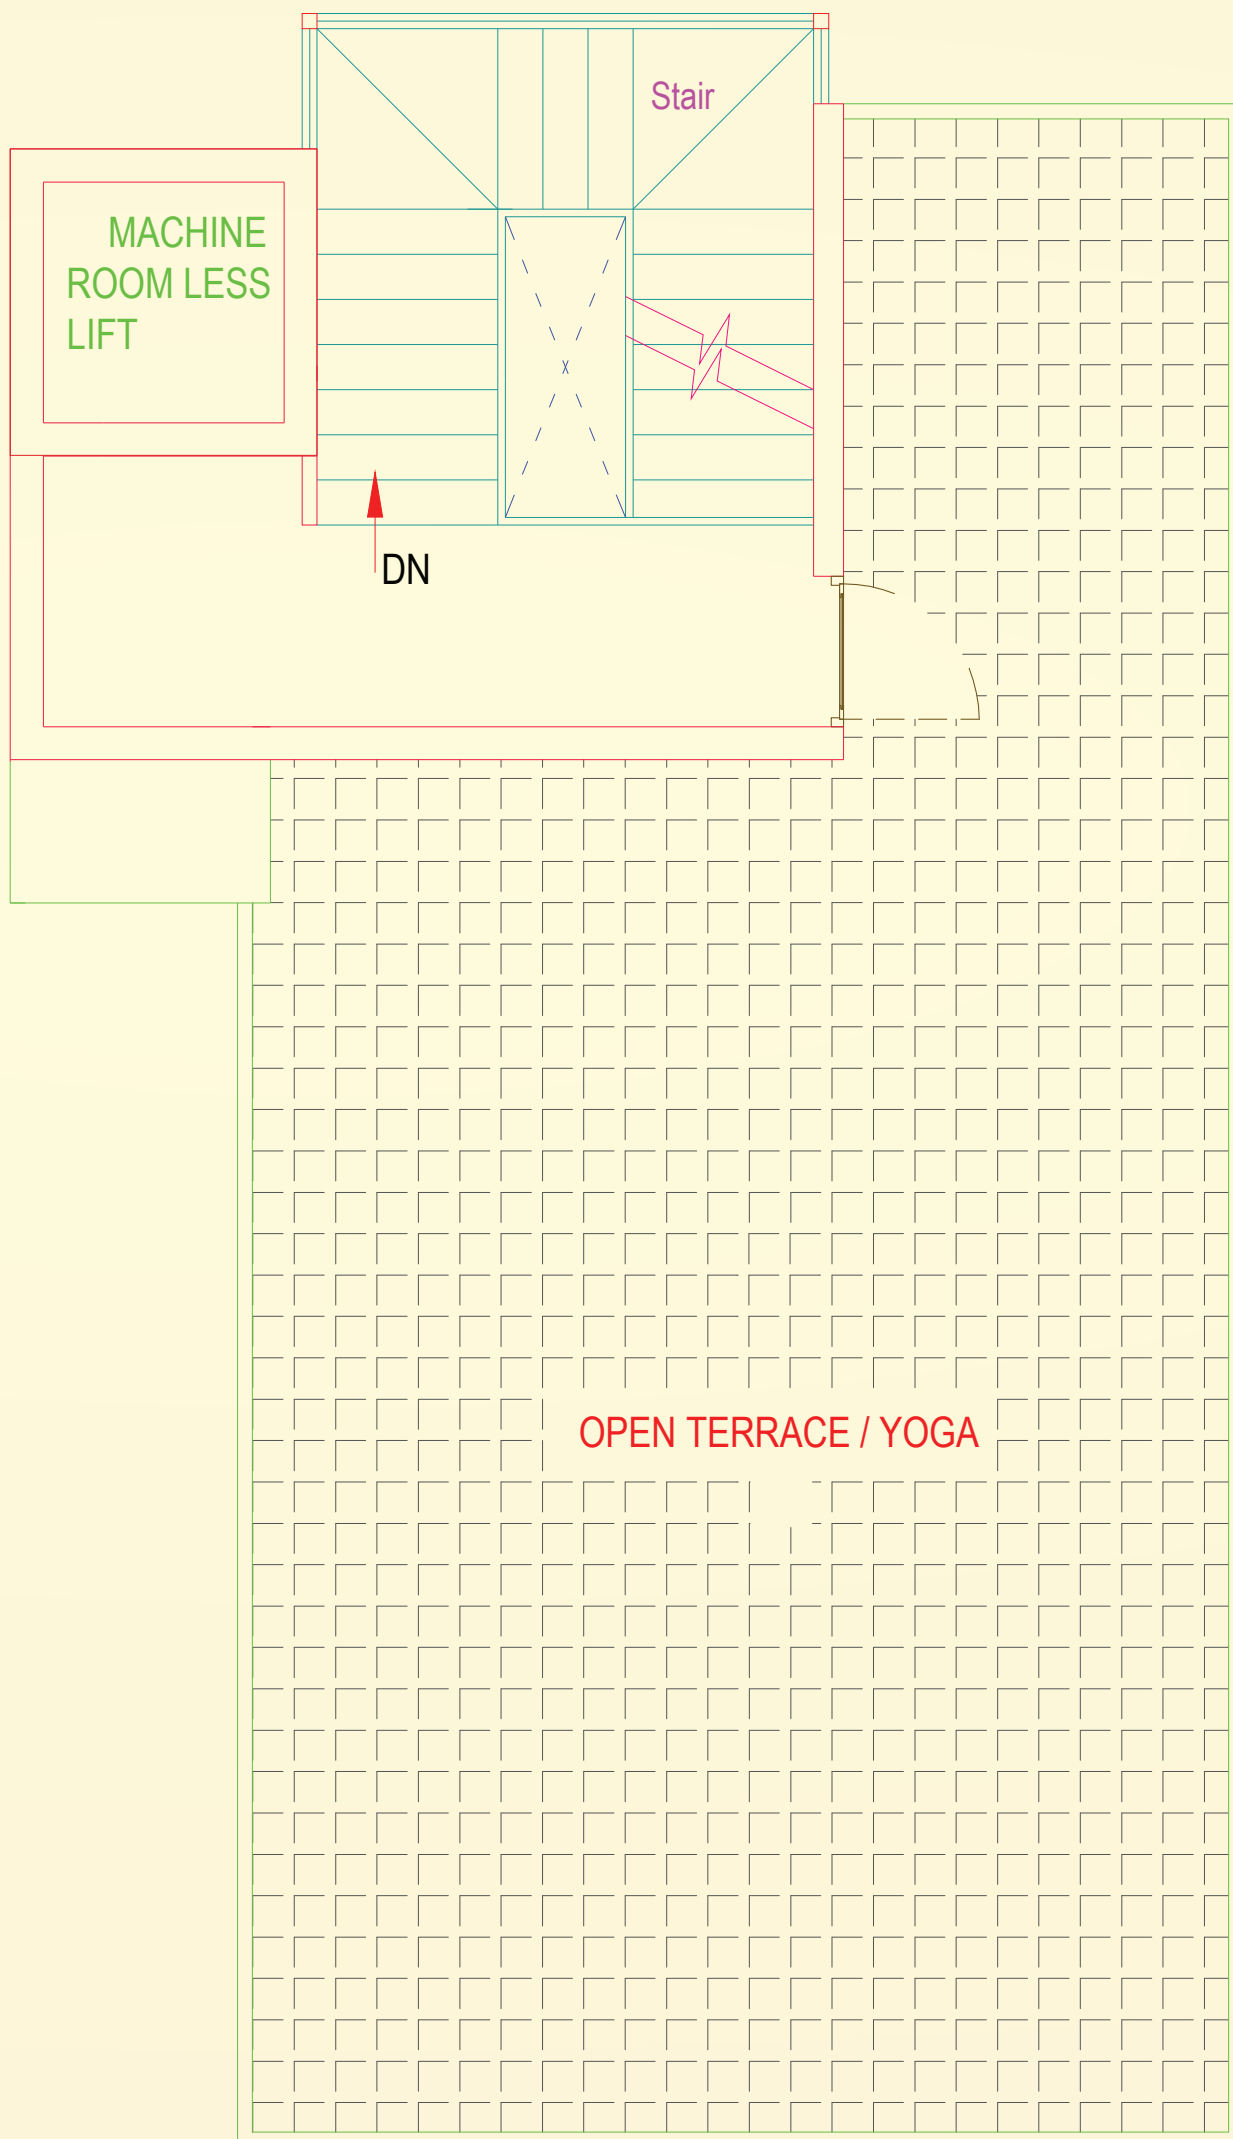 Stair
MACHINE
ROOM LESS
LIFT
DN
OPEN TERRACE / YOGA